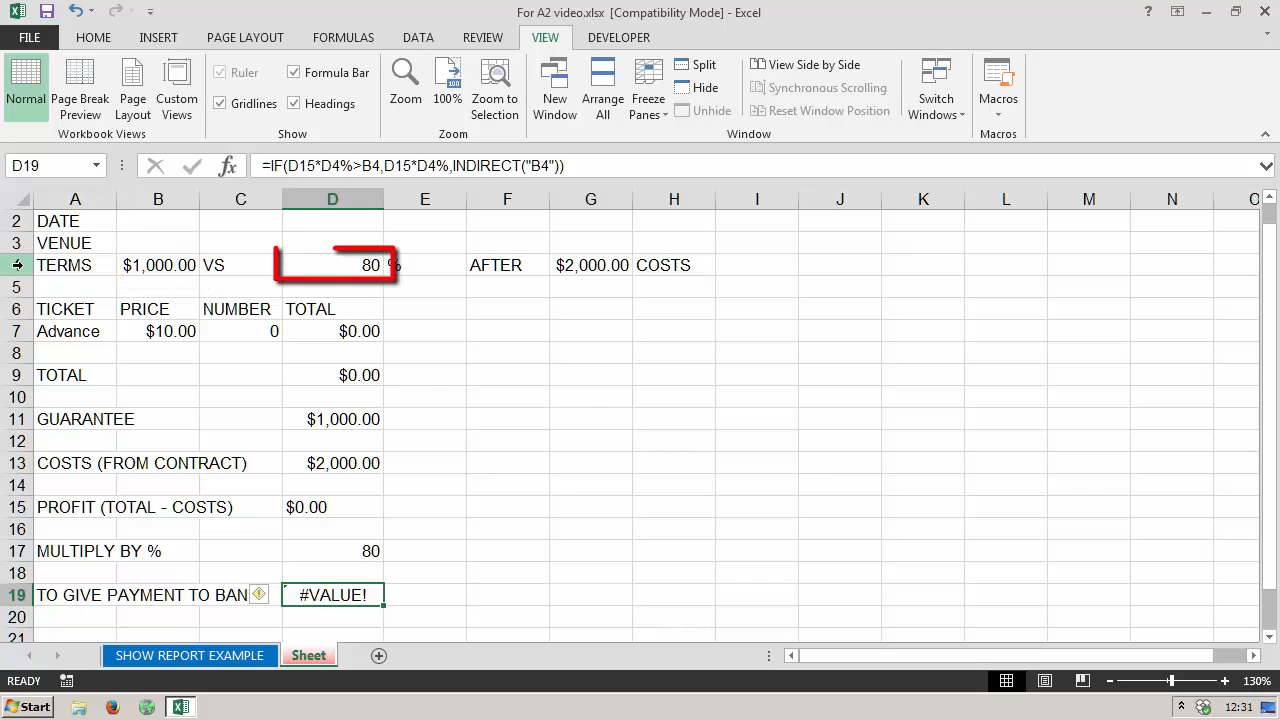 For A2 video.xlsx [Compatibility Mode] - Excel
FILE HOME INSERT PAGE LAYOUT FORMULAS DATA REVIEW VIEW DEVELOPER
Normal Page Break Preview Page Layout Custom Views
Workbook Views
Ruler Formula Bar
Gridlines Headings
Show
Zoom 100% Zoom to Selection
Zoom
New Window Arrange All Freeze Panes
Split
Hide
Unhide
View Side by Side
Synchronous Scrolling
Reset Window Position
Switch Windows
Window
Macros
Macros
D19 fx =IF(D15*D4%>B4,D15*D4%,INDIRECT("B4"))
A B C D E F G H I J K L M N O
2 DATE
3 VENUE
4 TERMS $1,000.00 VS 80 % AFTER $2,000.00 COSTS
5
6 TICKET PRICE NUMBER TOTAL
7 Advance $10.00 0 $0.00
8
9 TOTAL $0.00
10
11 GUARANTEE $1,000.00
12
13 COSTS (FROM CONTRACT) $2,000.00
14
15 PROFIT (TOTAL - COSTS) $0.00
16
17 MULTIPLY BY % 80
18
19 TO GIVE PAYMENT TO BAN #VALUE!
20
21
SHOW REPORT EXAMPLE Sheet
READY 130%
Start 12:31